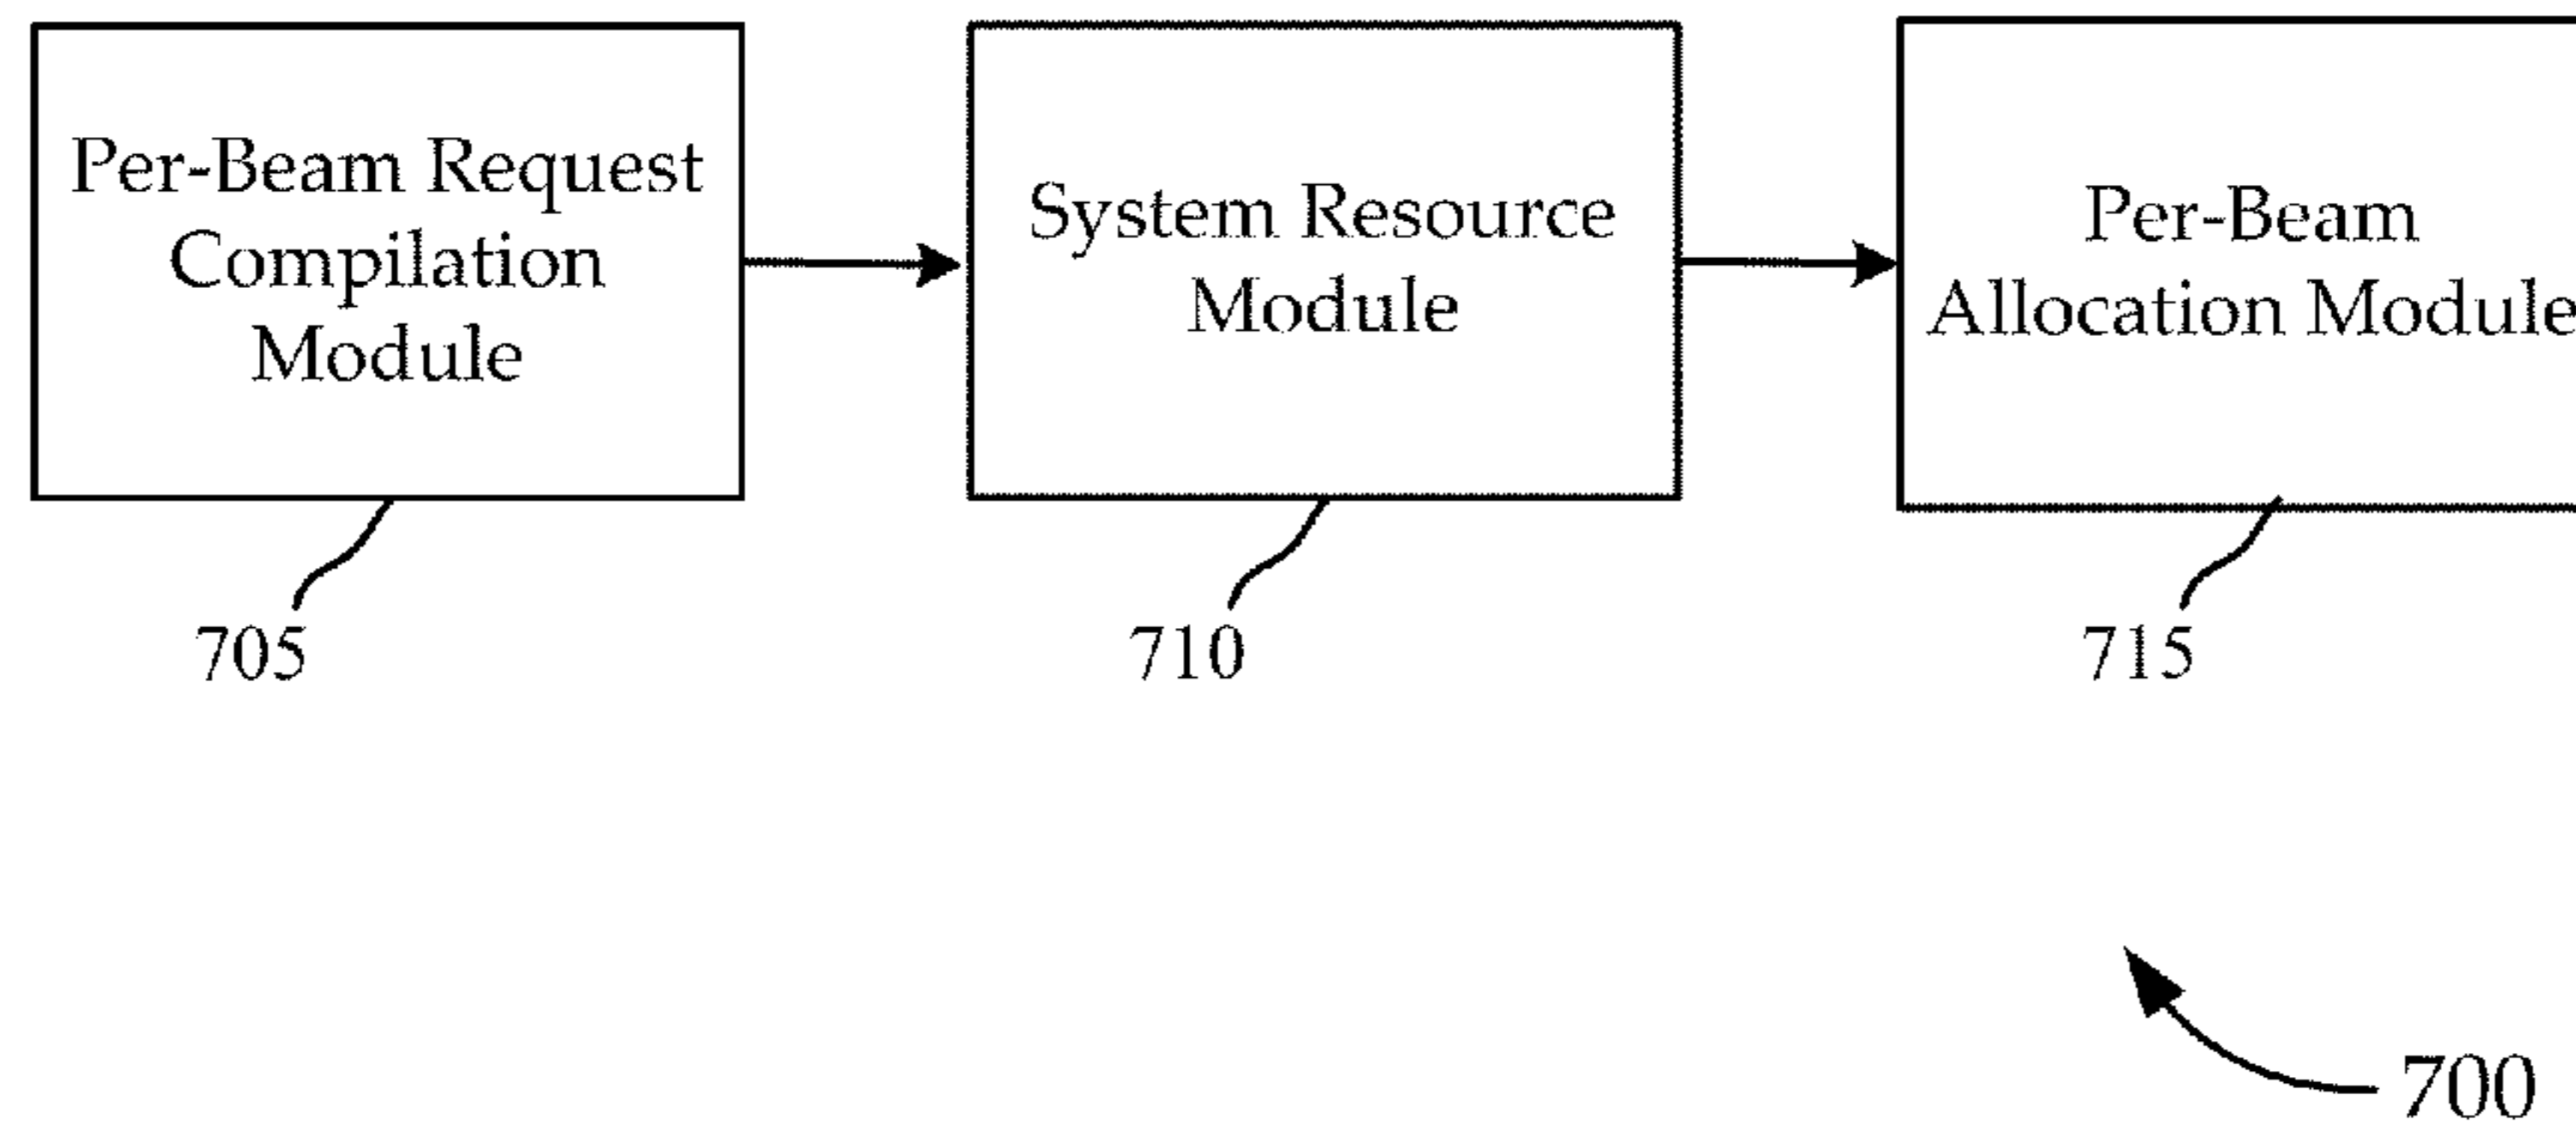 Per-Beam Request
Compilation
Module
System Resource
Module
Per-Beam
Allocation Module
705
710
715
700